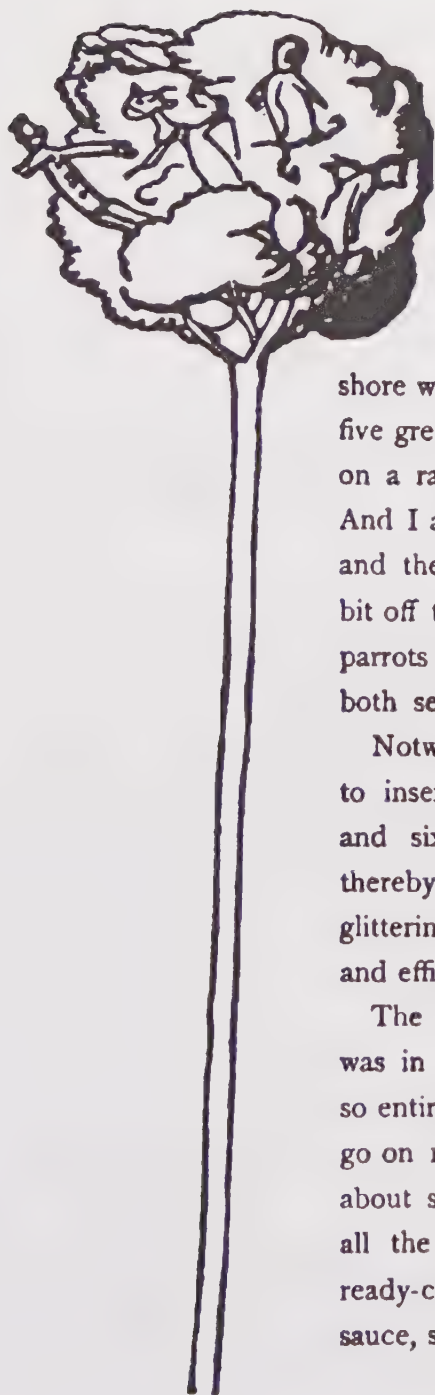 shore w
five gre
on a ra
And I a
and the
bit off t
parrots
both se
Notw
to inse
and six
thereby
glitterin
and effi
The
was in
so entir
go on r
about s
all the
ready-c
sauce, s